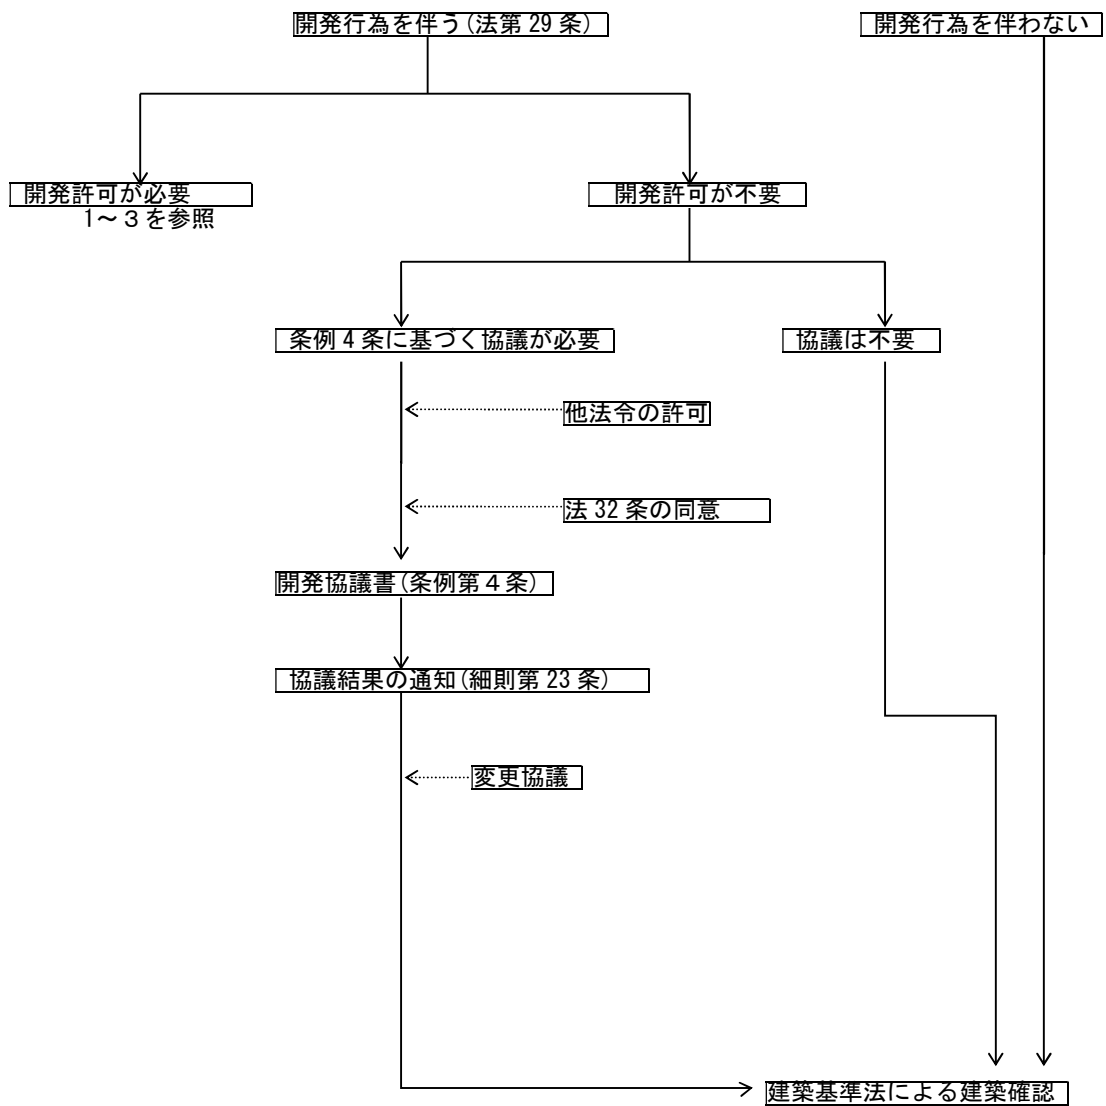 開発行為を伴う(法第29条)
開発行為を伴わない
開発許可が必要
1～3を参照
開発許可が不要
条例4条に基づく協議が必要
協議は不要
他法令の許可
法32条の同意
開発協議書(条例第4条)
協議結果の通知(細則第23条)
変更協議
建築基準法による建築確認